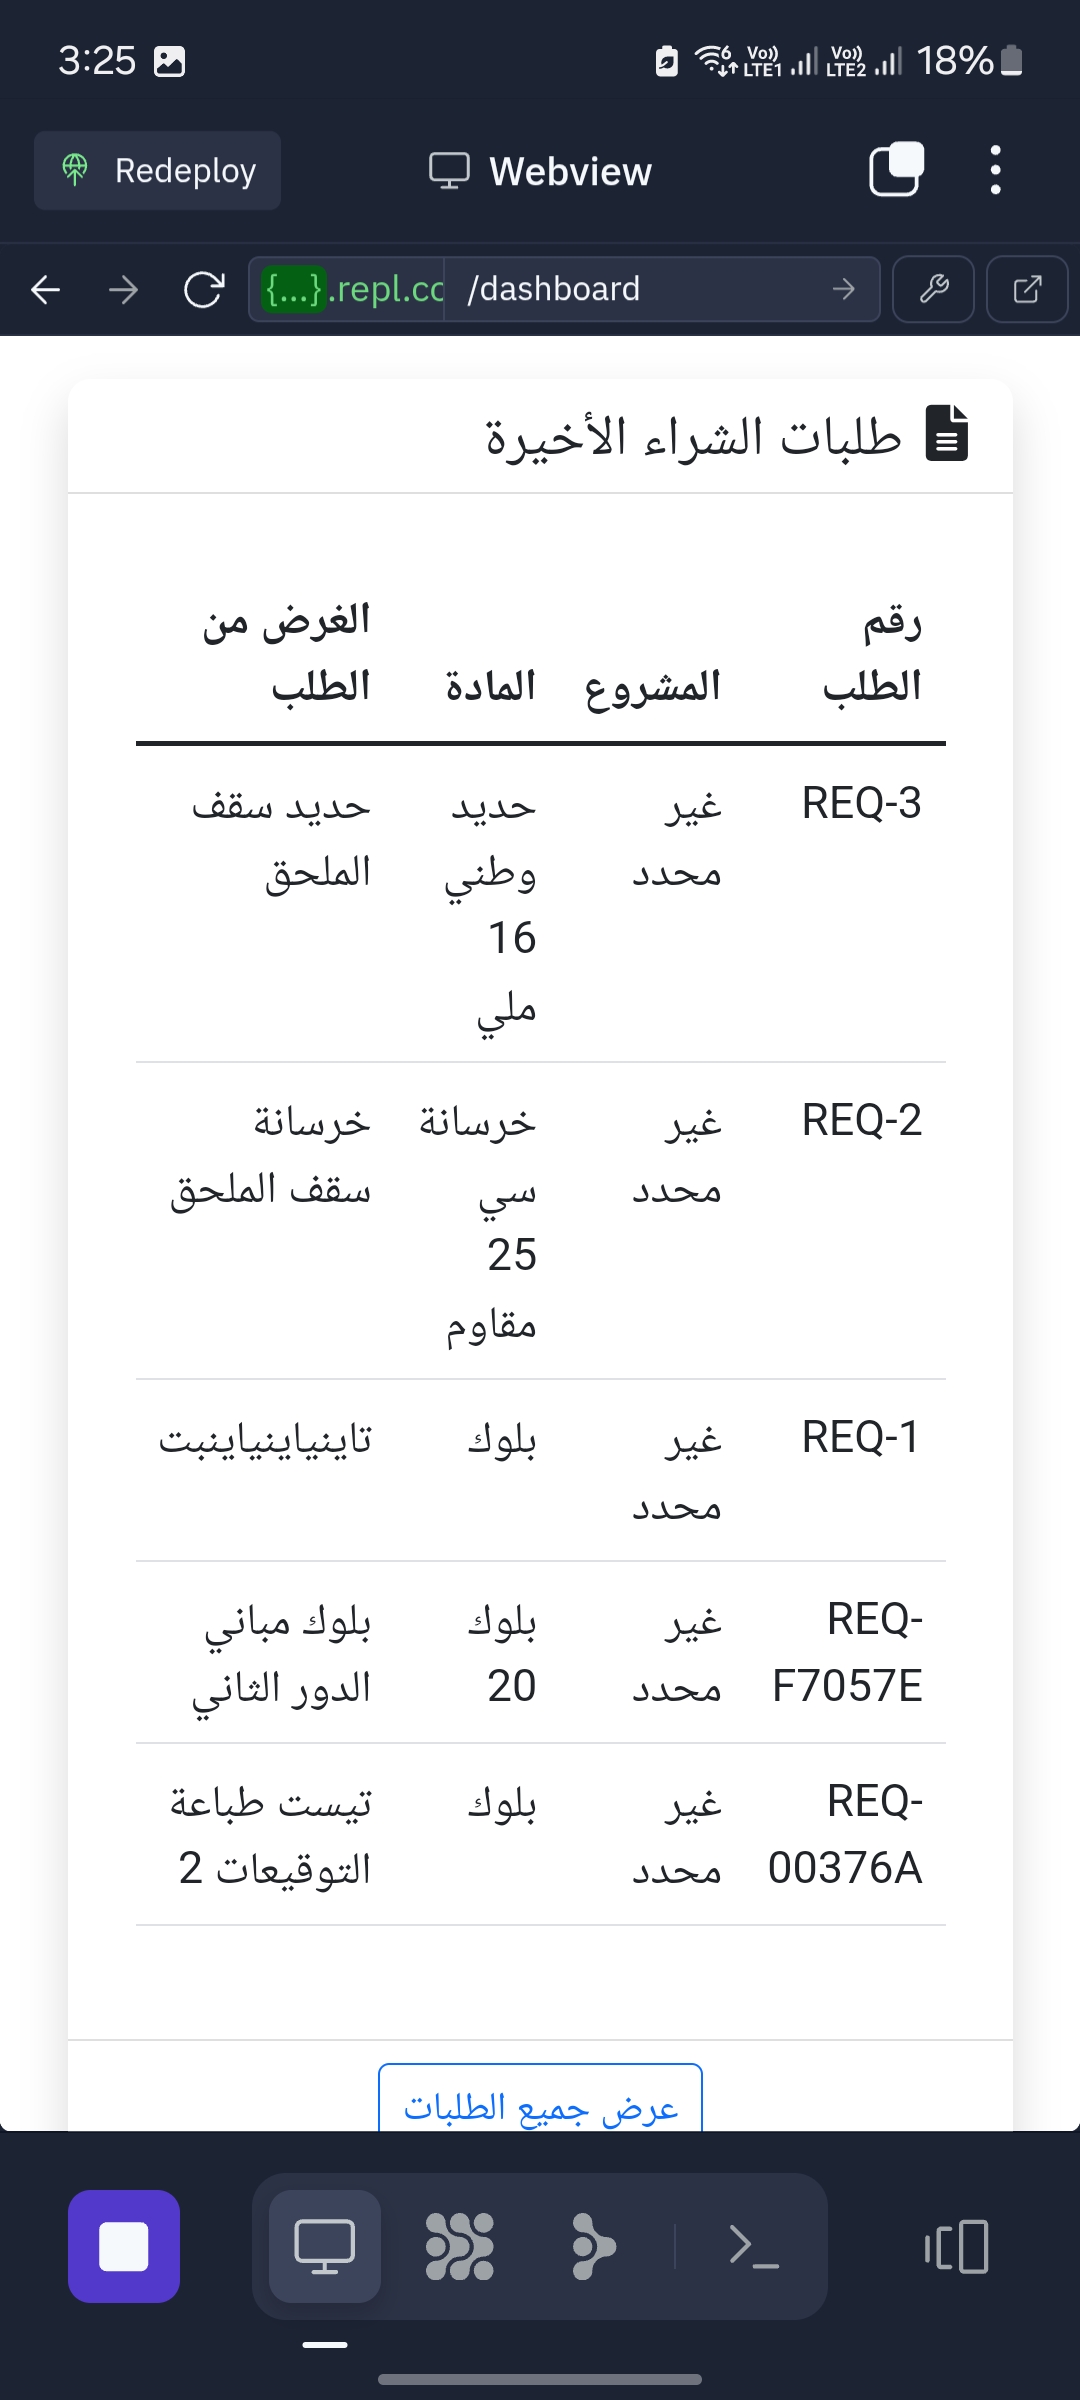 3:25
Vo)) LTE1 Vo)) LTE2 18%
Redeploy
Webview
{...}.repl.co /dashboard
طلبات الشراء الأخيرة
رقم الطلب المشروع المادة الغرض من الطلب
REQ-3 غير محدد حديد وطني 16 ملي حديد سقف الملحق
REQ-2 غير محدد خرسانة سي 25 مقاوم خرسانة سقف الملحق
REQ-1 غير محدد بلوك تاينياينياينبت
REQ-F7057E غير محدد بلوك 20 بلوك مباني الدور الثاني
REQ-00376A غير محدد بلوك تيست طباعة التوقيعات 2
عرض جميع الطلبات